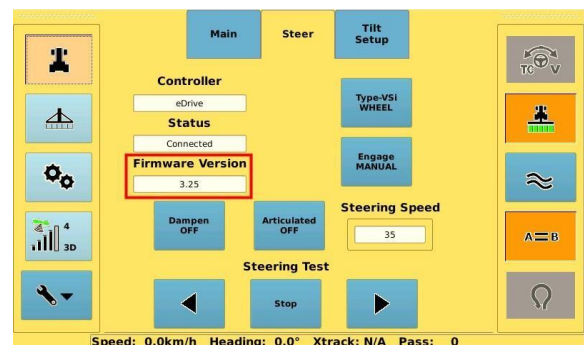 Main
Steer
Tilt
Setup
TC V
Controller
eDrive
Type-VSi
WHEEL
Status
Connected
Firmware Version
3.25
Engage
MANUAL
Dampen
OFF
Articulated
OFF
Steering Speed
35
4
3D
A=B
Steering Test
Stop
Speed: 0.0km/h Heading: 0.0° Xtrack: N/A Pass: 0